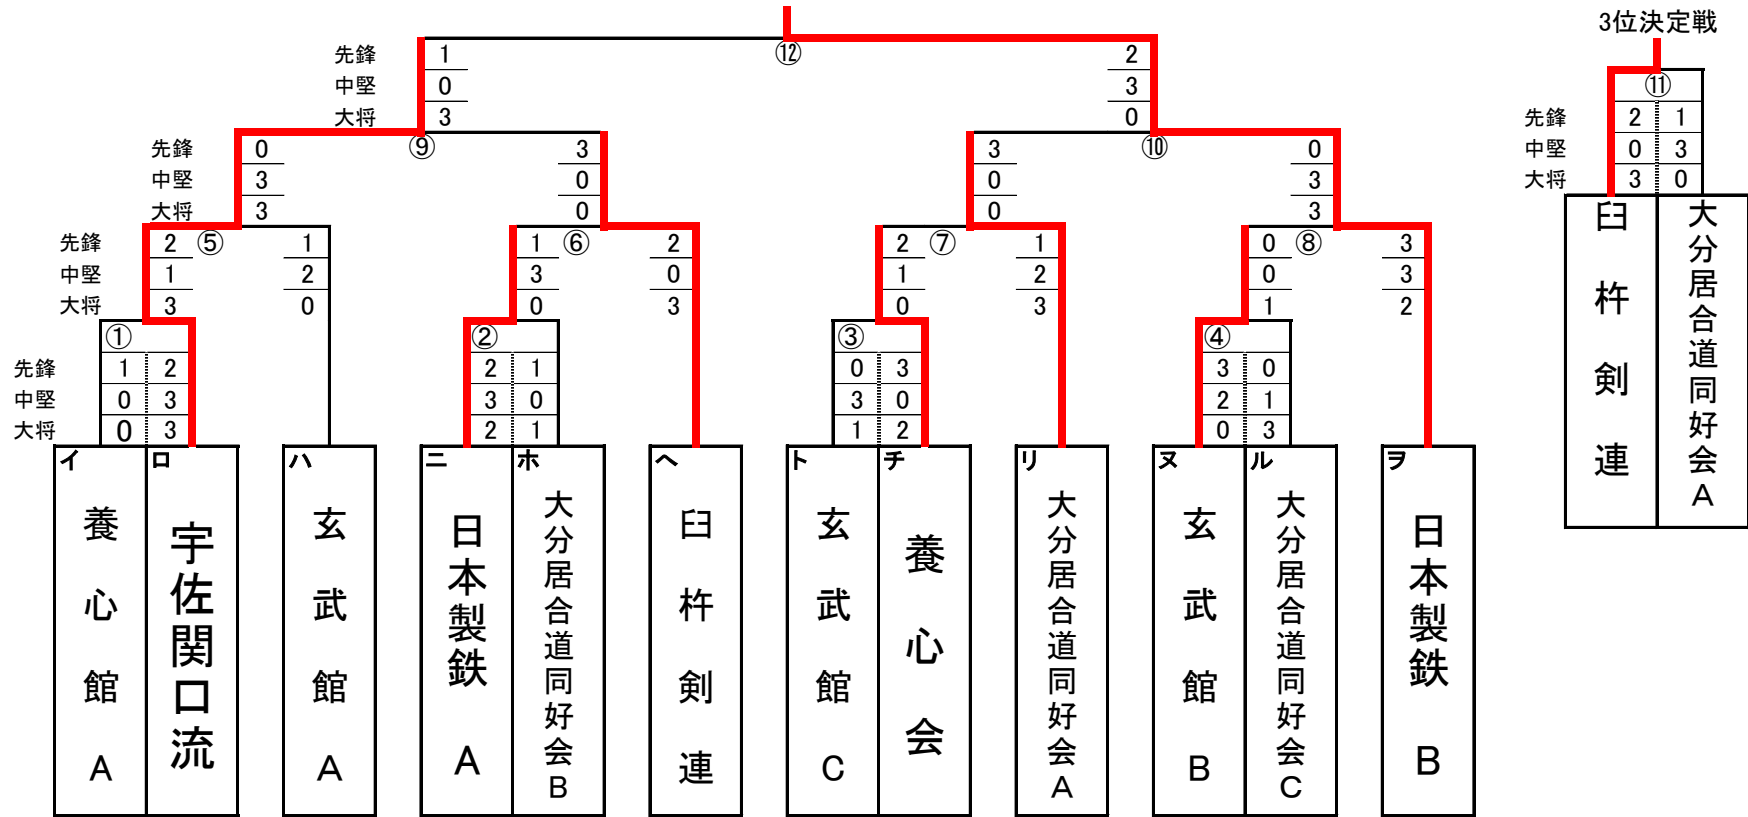 3位決定戦
⑫
先鋒 1 2
中堅 0 3
大将 3 0
⑪
先鋒 2 1
中堅 0 3
大将 3 0
臼杵剣連
大分居合道同好会A
⑨ ⑩
先鋒 0 3 3 0
中堅 3 0 0 3
大将 3 0 0 3
⑤ ⑥ ⑦ ⑧
先鋒 2 1 1 2 2 1 0 3
中堅 1 2 3 0 1 2 0 3
大将 3 0 0 3 0 3 1 2
① ② ③ ④
先鋒 1 2 2 1 0 3 3 0
中堅 0 3 3 0 3 0 2 1
大将 0 3 2 1 1 2 0 3
イ 養心館A
ロ 宇佐関口流
ハ 玄武館A
ニ 日本製鉄A
ホ 大分居合道同好会B
ヘ 臼杵剣連
ト 玄武館C
チ 養心会
リ 大分居合道同好会A
ヌ 玄武館B
ル 大分居合道同好会C
ヲ 日本製鉄B